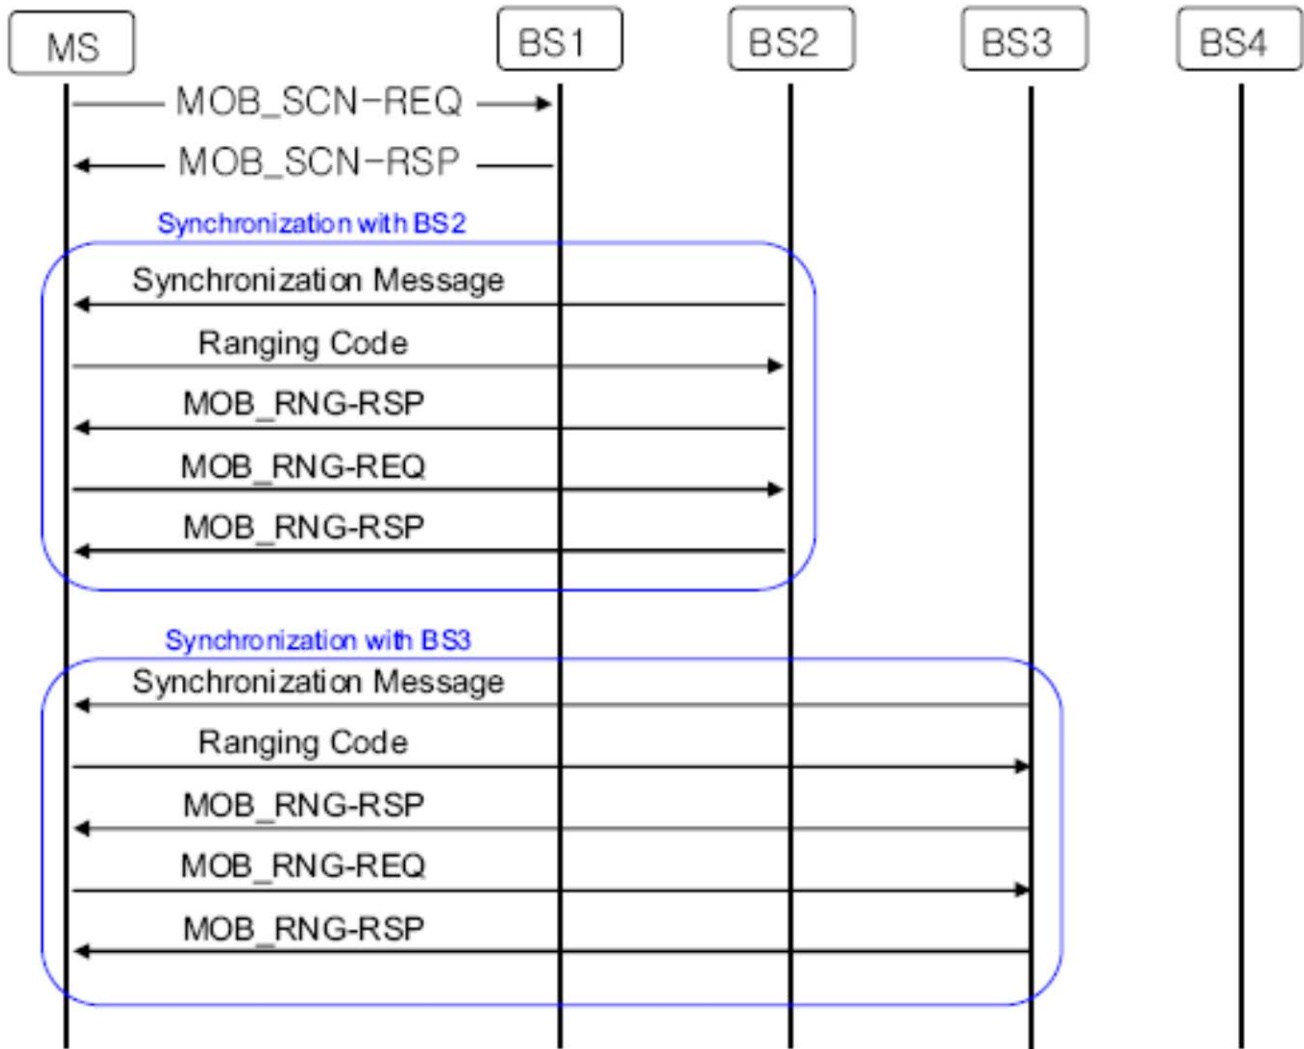 MS
BS1
BS2
BS3
BS4
MOB_SCN-REQ
MOB_SCN-RSP
Synchronization with BS2
Synchronization Message
Ranging Code
MOB_RNG-RSP
MOB_RNG-REQ
MOB_RNG-RSP
Synchronization with BS3
Synchronization Message
Ranging Code
MOB_RNG-RSP
MOB_RNG-REQ
MOB_RNG-RSP